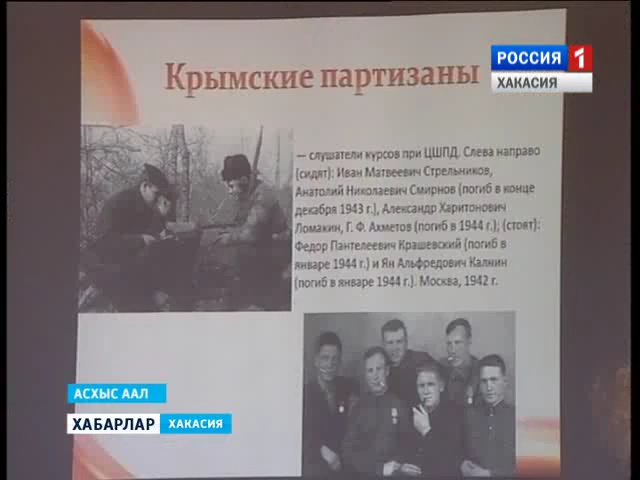 РОССИЯ 1
ХАКАСИЯ
Крымские партизаны
— слушатели курсов при ЦШПД. Слева направо
(сидят): Иван Матвеевич Стрельников,
Анатолий Николаевич Смирнов (погиб в конце
декабря 1943 г.), Александр Харитонович
Ломакин, Г. Ф. Ахметов (погиб в 1944 г.); (стоят):
Федор Пантелеевич Крашевский (погиб в
январе 1944 г.) и Ян Альфредович Калнин
(погиб в январе 1944 г.). Москва, 1942 г.
АСХЫС ААЛ
ХАБАРЛАР ХАКАСИЯ